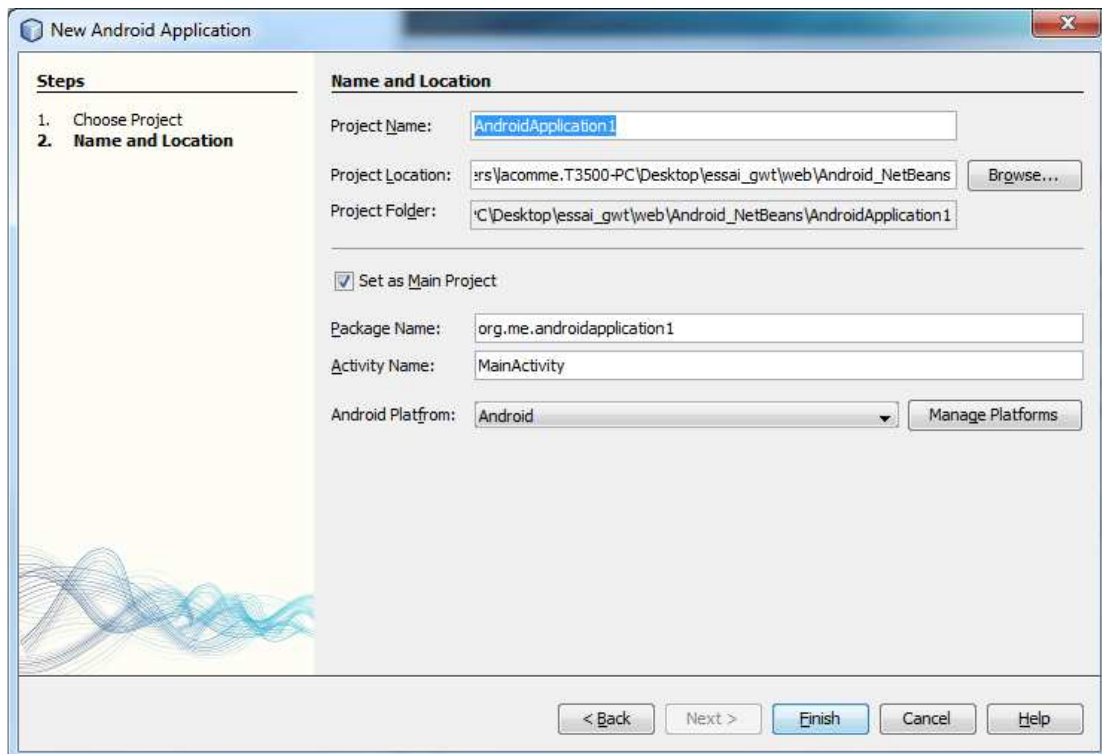 New Android Application
Steps
1. Choose Project
2. Name and Location
Name and Location
Project Name: AndroidApplication1
Project Location: ers\lacomme.T3500-PC\Desktop\essai_gwt\web\Android_NetBeans Browse...
Project Folder: 'C\Desktop\essai_gwt\web\Android_NetBeans\AndroidApplication1
Set as Main Project
Package Name: org.me.androidapplication1
Activity Name: MainActivity
Android Platfrom: Android Manage Platforms
< Back Next > Finish Cancel Help